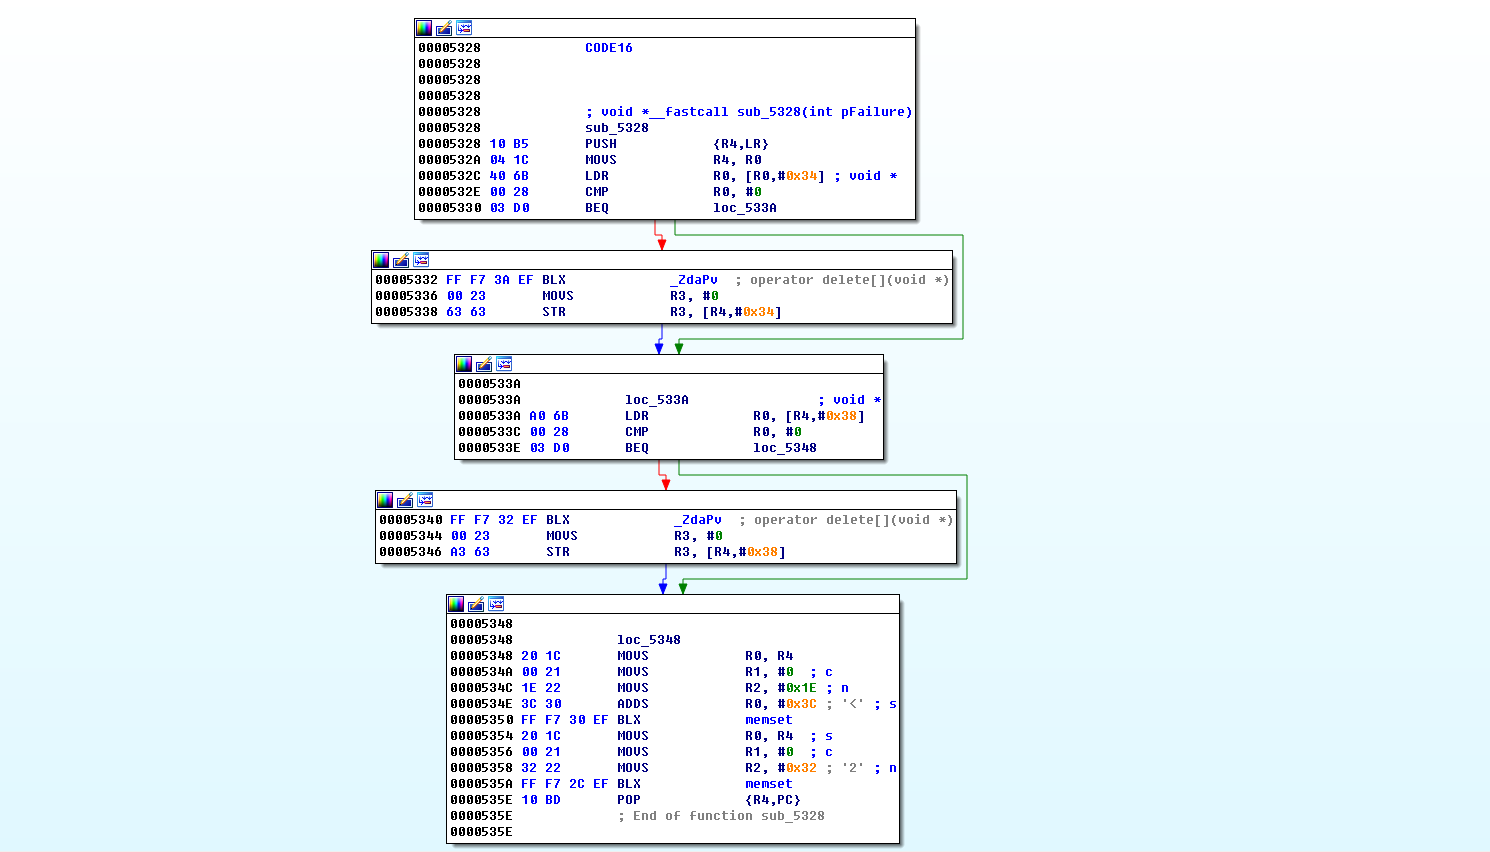 00005328 CODE16
00005328
00005328
00005328
00005328 ; void *__fastcall sub_5328(int pFailure)
00005328 sub_5328
00005328 10 B5 PUSH {R4,LR}
0000532A 04 1C MOVS R4, R0
0000532C 40 6B LDR R0, [R0,#0x34] ; void *
0000532E 00 28 CMP R0, #0
00005330 03 D0 BEQ loc_533A
00005332 FF F7 3A EF BLX _ZdaPv ; operator delete[](void *)
00005336 00 23 MOVS R3, #0
00005338 63 63 STR R3, [R4,#0x34]
0000533A
0000533A loc_533A ; void *
0000533A A0 6B LDR R0, [R4,#0x38]
0000533C 00 28 CMP R0, #0
0000533E 03 D0 BEQ loc_5348
00005340 FF F7 32 EF BLX _ZdaPv ; operator delete[](void *)
00005344 00 23 MOVS R3, #0
00005346 A3 63 STR R3, [R4,#0x38]
00005348
00005348 loc_5348
00005348 20 1C MOVS R0, R4
0000534A 00 21 MOVS R1, #0 ; c
0000534C 1E 22 MOVS R2, #0x1E ; n
0000534E 3C 30 ADDS R0, #0x3C ; '<' ; s
00005350 FF F7 30 EF BLX memset
00005354 20 1C MOVS R0, R4 ; s
00005356 00 21 MOVS R1, #0 ; c
00005358 32 22 MOVS R2, #0x32 ; '2' ; n
0000535A FF F7 2C EF BLX memset
0000535E 10 BD POP {R4,PC}
0000535E ; End of function sub_5328
0000535E